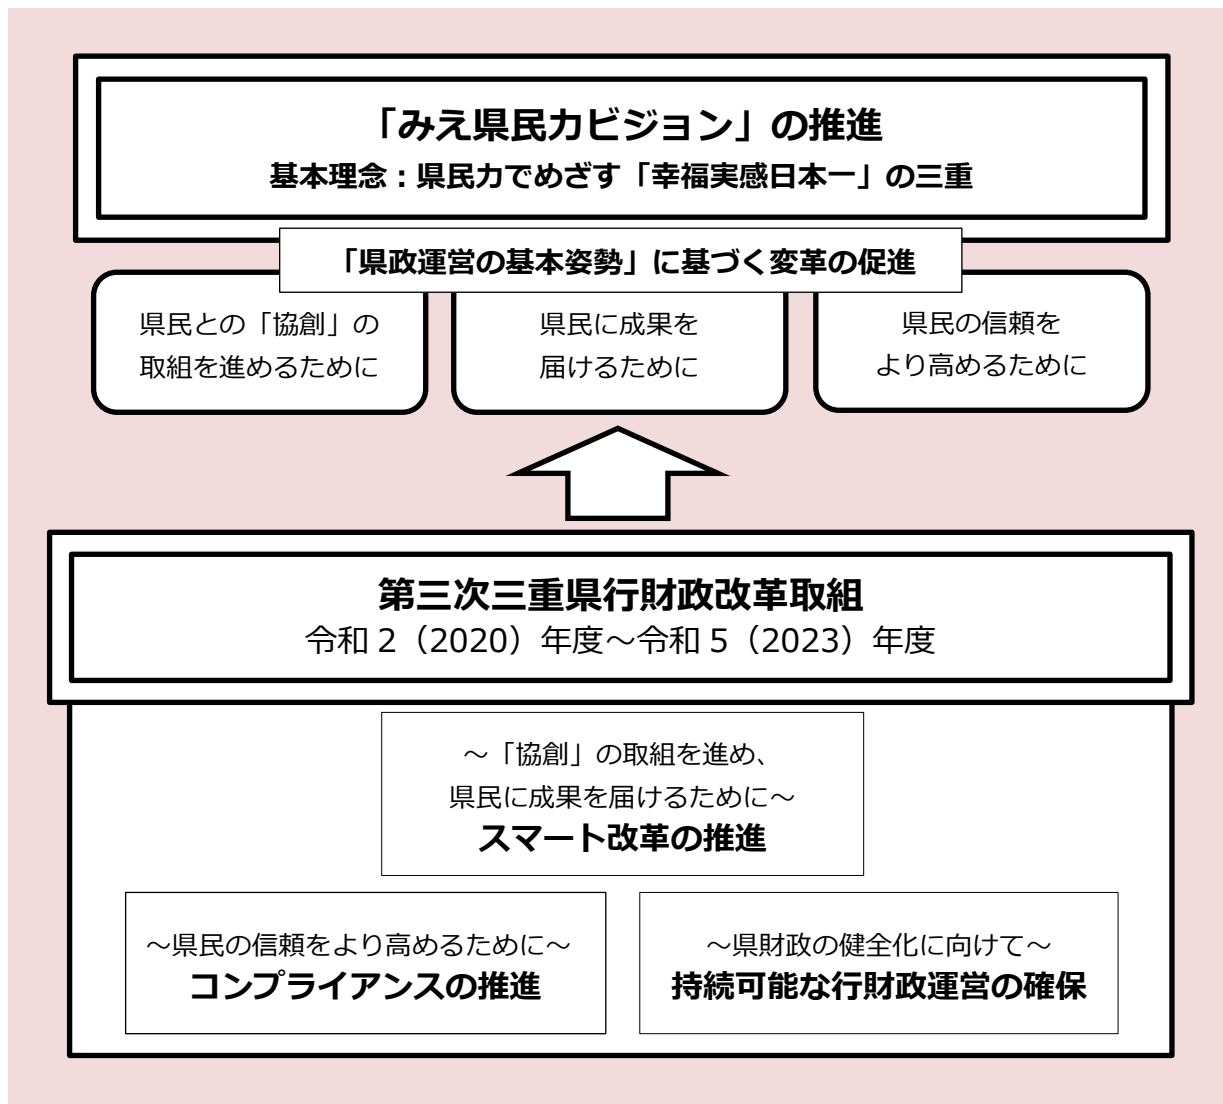 「みえ県民力ビジョン」の推進
基本理念：県民力でめざす「幸福実感日本一」の三重
「県政運営の基本姿勢」に基づく変革の促進
県民との「協創」の
取組を進めるために
県民に成果を
届けるために
県民の信頼を
より高めるために
第三次三重県行財政改革取組
令和２（2020）年度～令和５（2023）年度
～「協創」の取組を進め、
県民に成果を届けるために～
スマート改革の推進
～県民の信頼をより高めるために～
コンプライアンスの推進
～県財政の健全化に向けて～
持続可能な行財政運営の確保